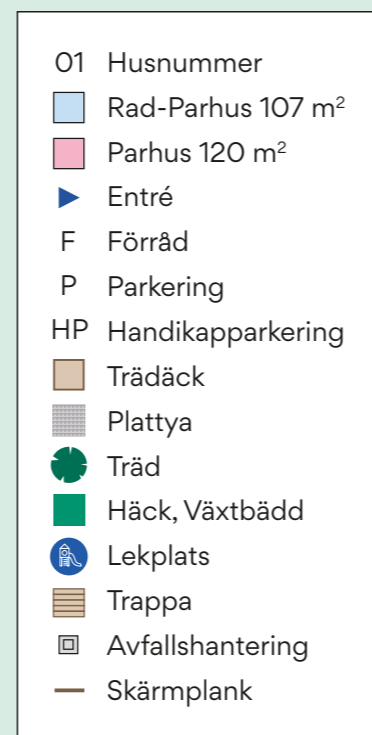 01 Husnummer
Rad-Parhus 107 m²
Parhus 120 m²
Entré
F Förråd
P Parkering
HP Handikapparkering
Trädäck
Plattya
Träd
Häck, Växtbädd
Lekplats
Trappa
Avfallshantering
Skärmplank